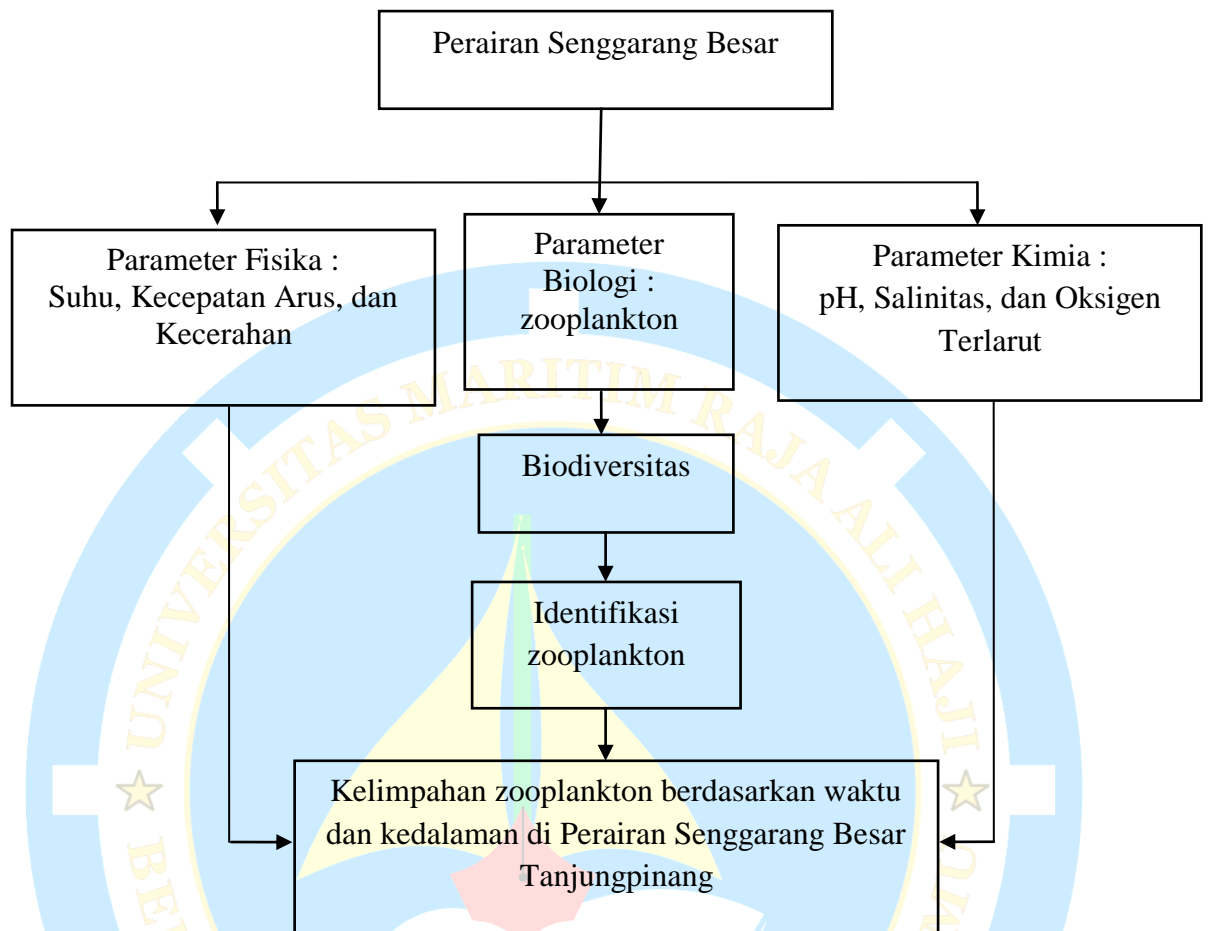 Perairan Senggarang Besar
Parameter Fisika :
Suhu, Kecepatan Arus, dan
Kecerahan
Parameter
Biologi :
zooplankton
Parameter Kimia :
pH, Salinitas, dan Oksigen
Terlarut
Biodiversitas
Identifikasi
zooplankton
Kelimpahan zooplankton berdasarkan waktu
dan kedalaman di Perairan Senggarang Besar
Tanjungpinang
UNIVERSITAS MARITIM RAJA ALI HAJI